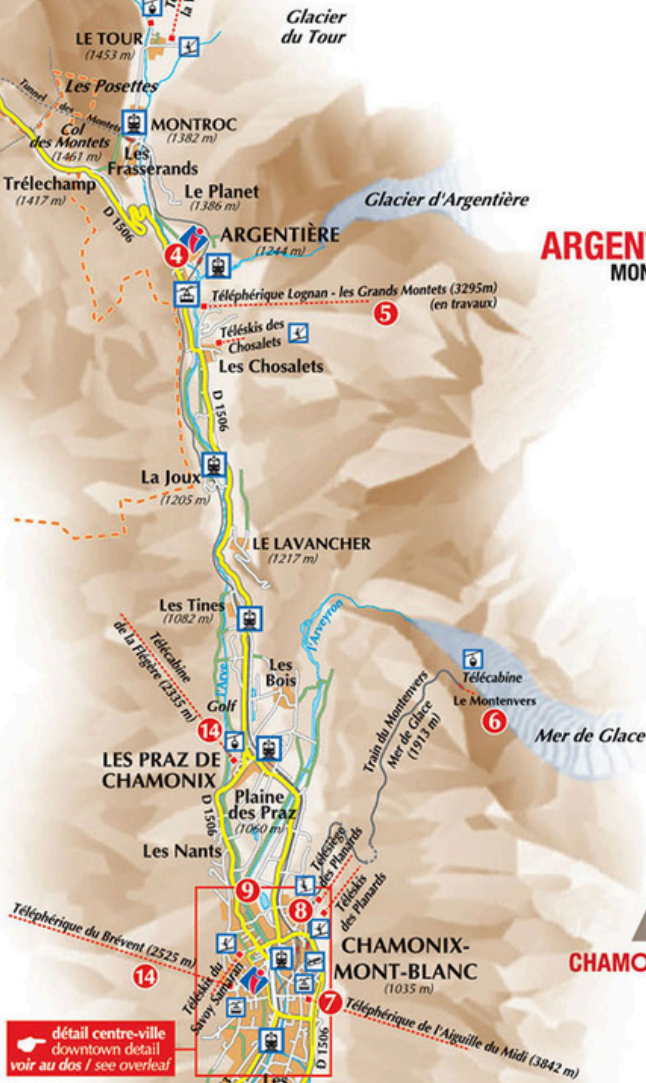 Glacier
du Tour
LE TOUR
(1453 m)
Les Posettes
Tunnel des Montets
MONTROC
(1382 m)
Col
des Montets
(1461 m)
Les
Frasserands
Trélechamp
(1417 m)
Le Planet
(1386 m)
Glacier d'Argentière
D 1506
ARGENTIÈRE
(1244 m)
4
ARGEN
MON
Téléphérique Lognan - les Grands Montets (3295m)
(en travaux)
5
Téléskis des
Chosalets
Les Chosalets
D 1506
La Joux
(1205 m)
LE LAVANCHER
(1217 m)
Les Tines
(1082 m)
l'Arveyron
Télécabine
de la Flégère (2335 m)
l'Arve
Les
Bois
Golf
14
Télécabine
Le Montenvers
6
Train du Montenvers
Mer de Glace
(1913 m)
Mer de Glace
LES PRAZ DE
CHAMONIX
D 1506
Plaine
des Praz
(1060 m)
Les Nants
Télésiège
des Planards
Téléskis
des Planards
9
8
Téléphérique du Brévent (2525 m)
14
Téléskis du
Savoy
CHAMONIX-
MONT-BLANC
(1035 m)
CHAMO
7
Téléphérique de l'Aiguille du Midi (3842 m)
D 1506
détail centre-ville
downtown detail
voir au dos / see overleaf
Les